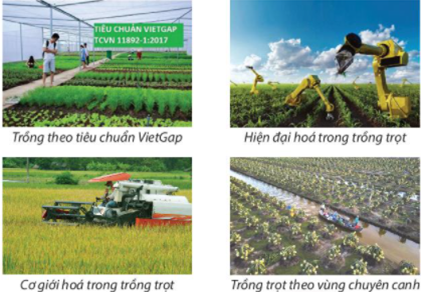 TIÊU CHUẨN VIETGAP
TCVN 11892-1:2017
Trồng theo tiêu chuẩn VietGap
Hiện đại hoá trong trồng trọt
Cơ giới hoá trong trồng trọt
Trồng trọt theo vùng chuyên canh